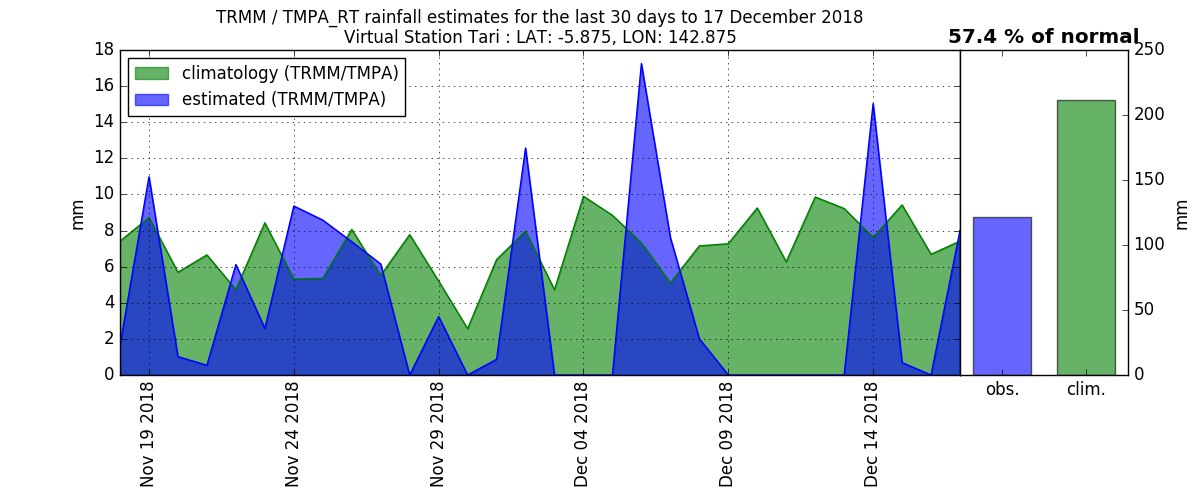 TRMM / TMPA_RT rainfall estimates for the last 30 days to 17 December 2018
Virtual Station Tari : LAT: -5.875, LON: 142.875
57.4 % of normal
climatology (TRMM/TMPA)
estimated (TRMM/TMPA)
18
16
14
12
10
8
6
4
2
0
mm
Nov 19 2018
Nov 24 2018
Nov 29 2018
Dec 04 2018
Dec 09 2018
Dec 14 2018
250
200
150
100
50
0
mm
obs.
clim.